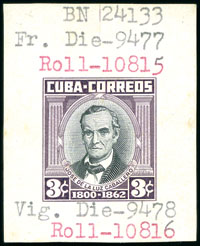 BN 24133
Fr. Die-9477
Roll-10815
CUBA·CORREOS
JOSE DE LA LUZ CABALLERO
1800-1862
3¢ 3¢
Vig. Die-9478
Roll-10816